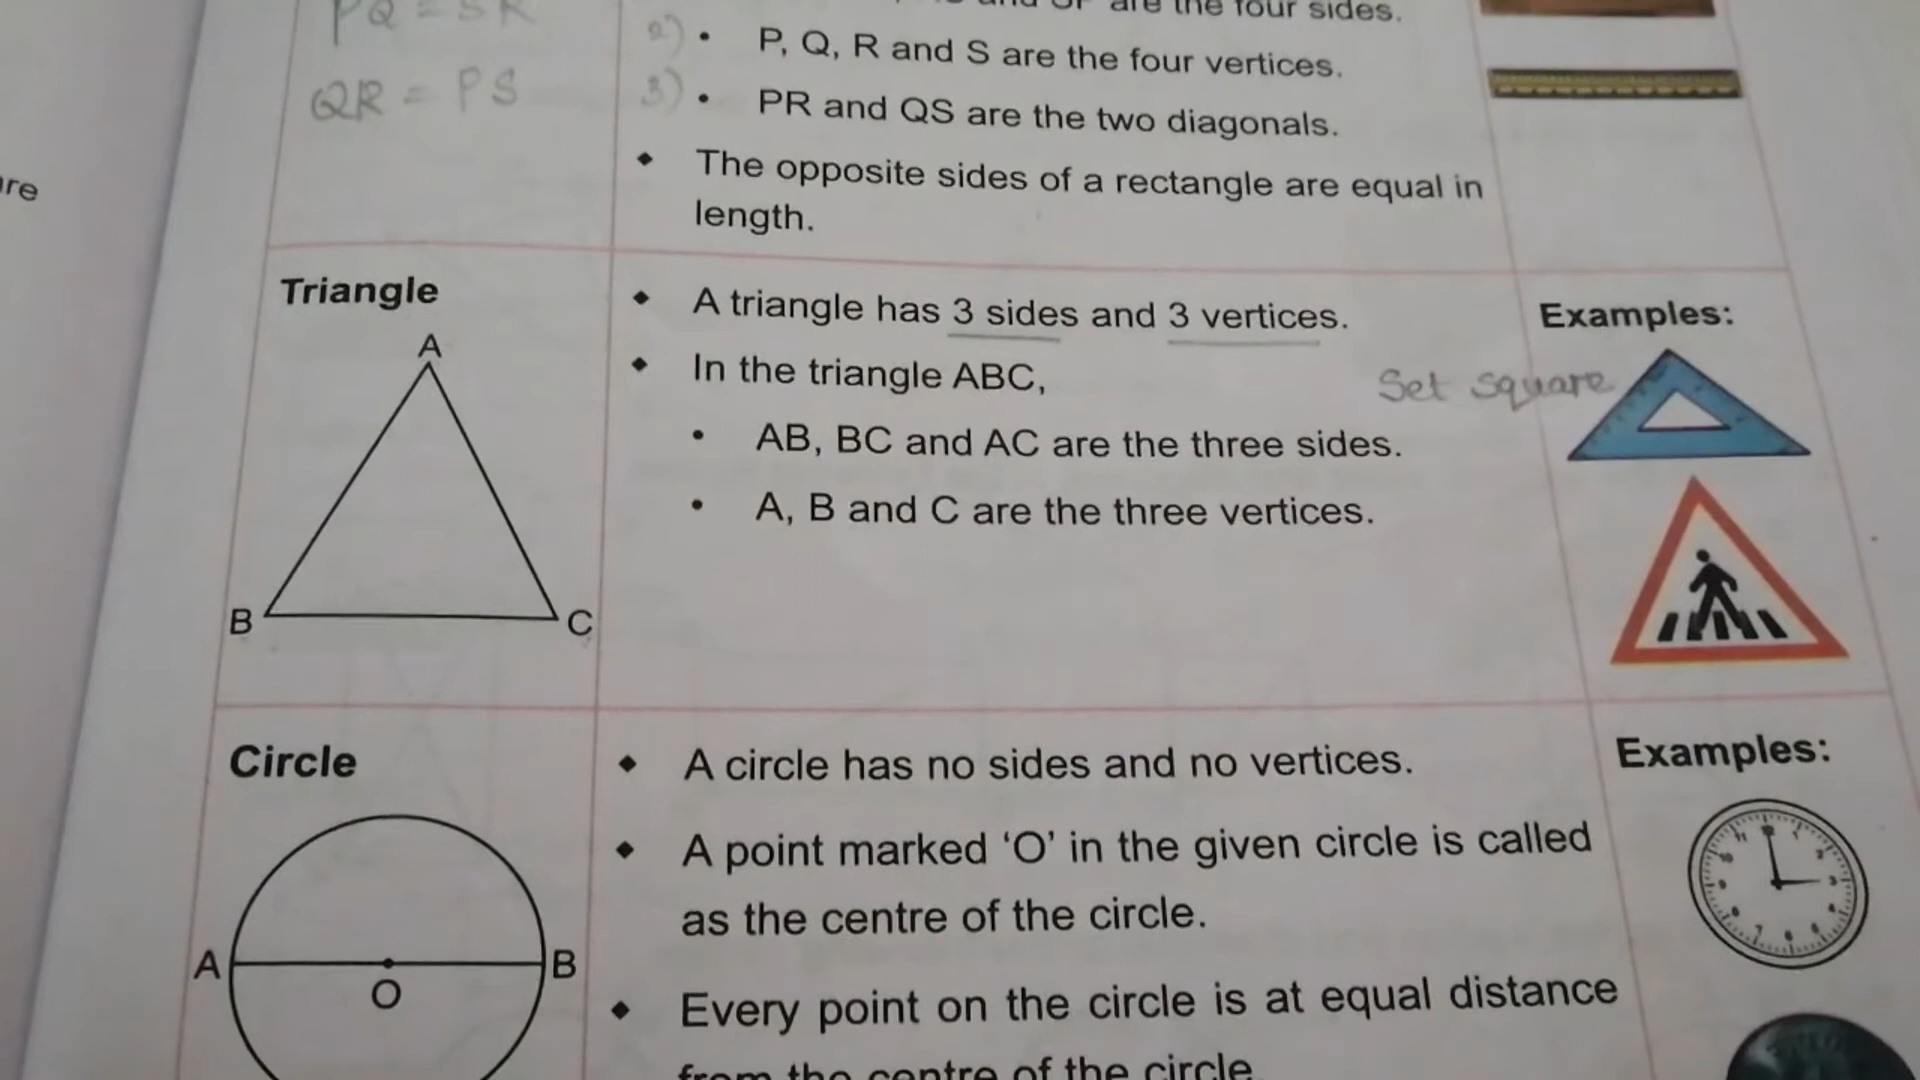 PQ = SR
QR = PS
are the four sides.
2) • P, Q, R and S are the four vertices.
3) • PR and QS are the two diagonals.
The opposite sides of a rectangle are equal in
length.
re
Triangle
A
B
C
A triangle has 3 sides and 3 vertices.
In the triangle ABC,
• AB, BC and AC are the three sides.
• A, B and C are the three vertices.
Examples:
Set square
Circle
A
B
O
A circle has no sides and no vertices.
A point marked ‘O’ in the given circle is called
as the centre of the circle.
Every point on the circle is at equal distance
from the centre of the circle
Examples: